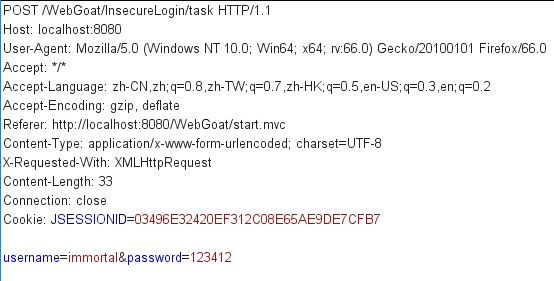 POST /WebGoat/InsecureLogin/task HTTP/1.1
Host: localhost:8080
User-Agent: Mozilla/5.0 (Windows NT 10.0; Win64; x64; rv:66.0) Gecko/20100101 Firefox/66.0
Accept: */*
Accept-Language: zh-CN,zh;q=0.8,zh-TW;q=0.7,zh-HK;q=0.5,en-US;q=0.3,en;q=0.2
Accept-Encoding: gzip, deflate
Referer: http://localhost:8080/WebGoat/start.mvc
Content-Type: application/x-www-form-urlencoded; charset=UTF-8
X-Requested-With: XMLHttpRequest
Content-Length: 33
Connection: close
Cookie: JSESSIONID=03496E32420EF312C08E65AE9DE7CFB7
username=immortal&password=123412